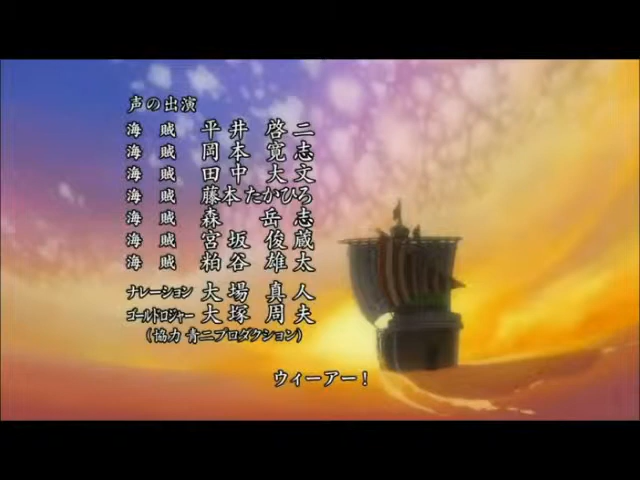 声の出演
海賊 平井啓二
海賊 岡本寛志
海賊 田中大文
海賊 藤本たかひろ
海賊 森岳志
海賊 宮坂俊蔵
海賊 柏谷雄太
ナレーション 大場真人
ゴールド・ロジャー 大塚周夫
(協力 青二プロダクション)
ウィーアー!